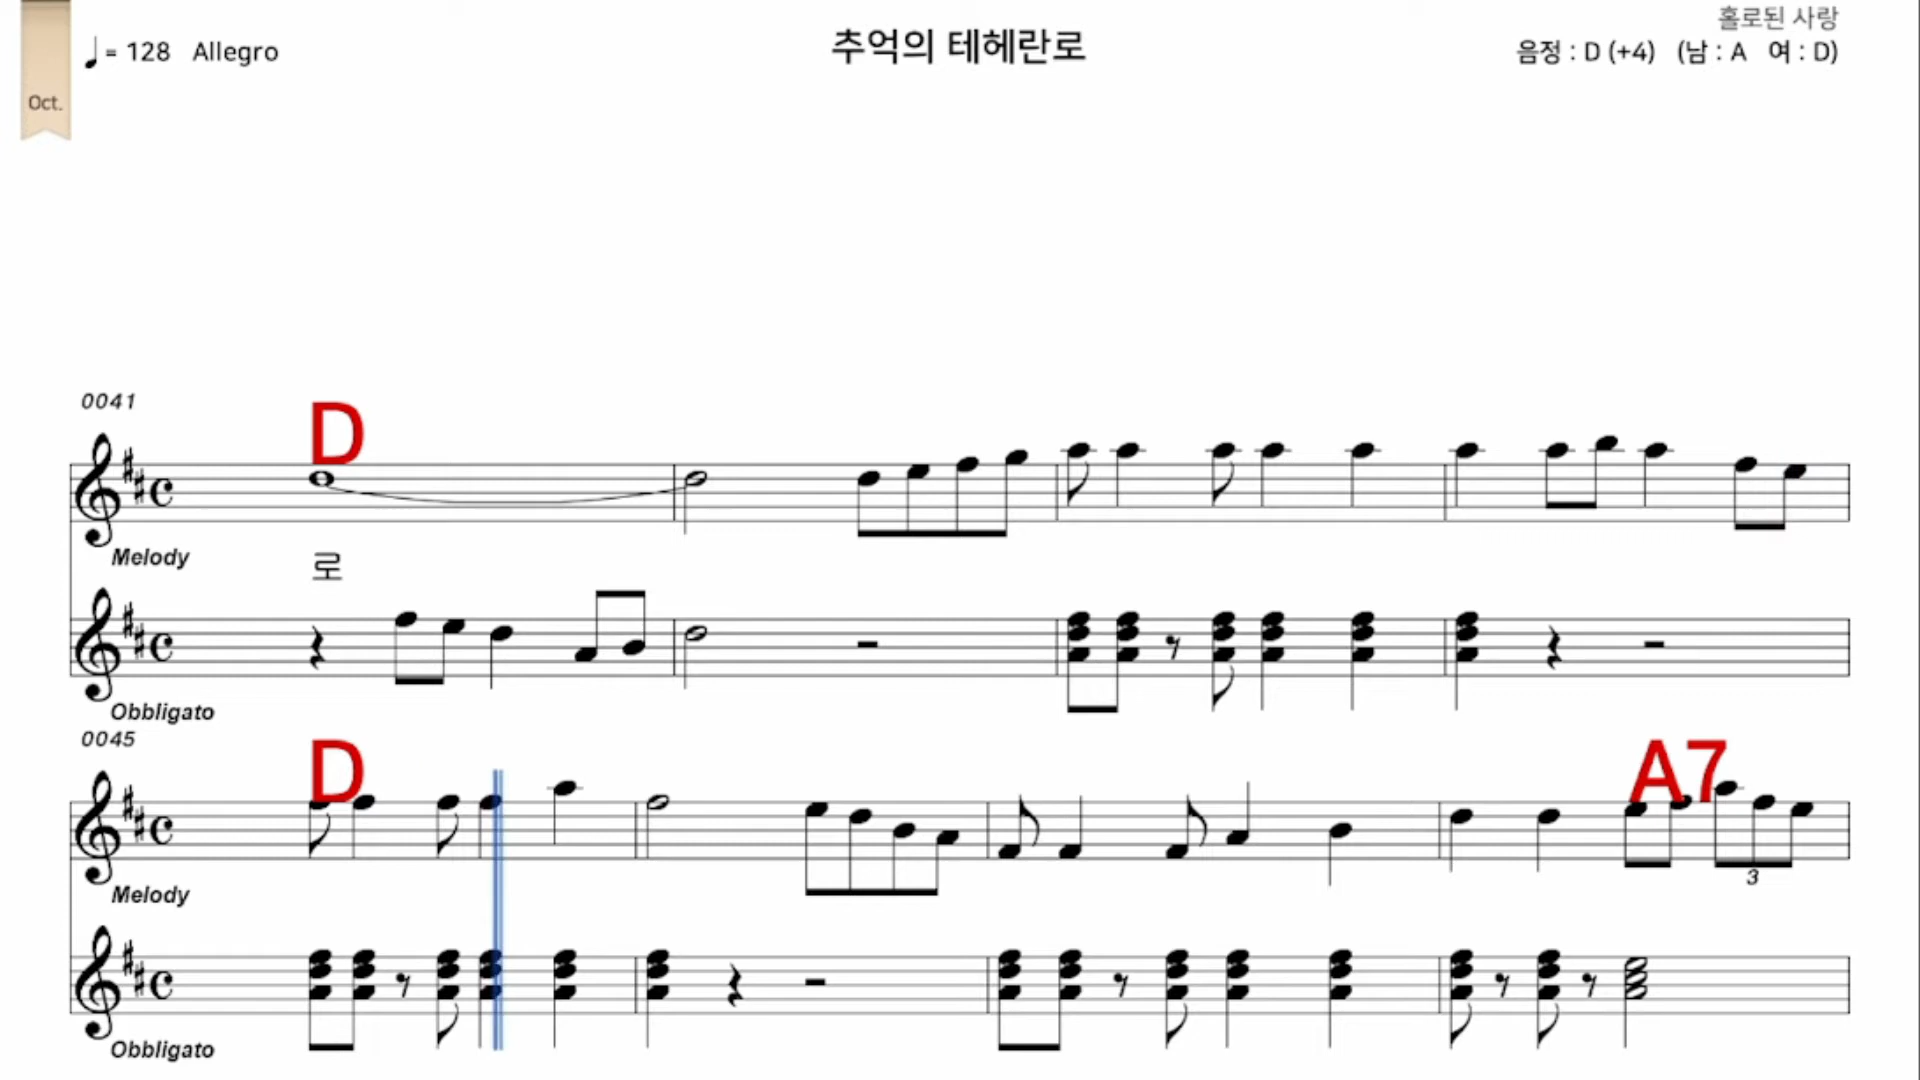 홀로된 사랑
♩ = 128 Allegro
추억의 테헤란로
음정 : D (+4) (남 : A 여 : D)
Oct.
0041
D
Melody
로
Obbligato
0045
D
A7
Melody
3
Obbligato